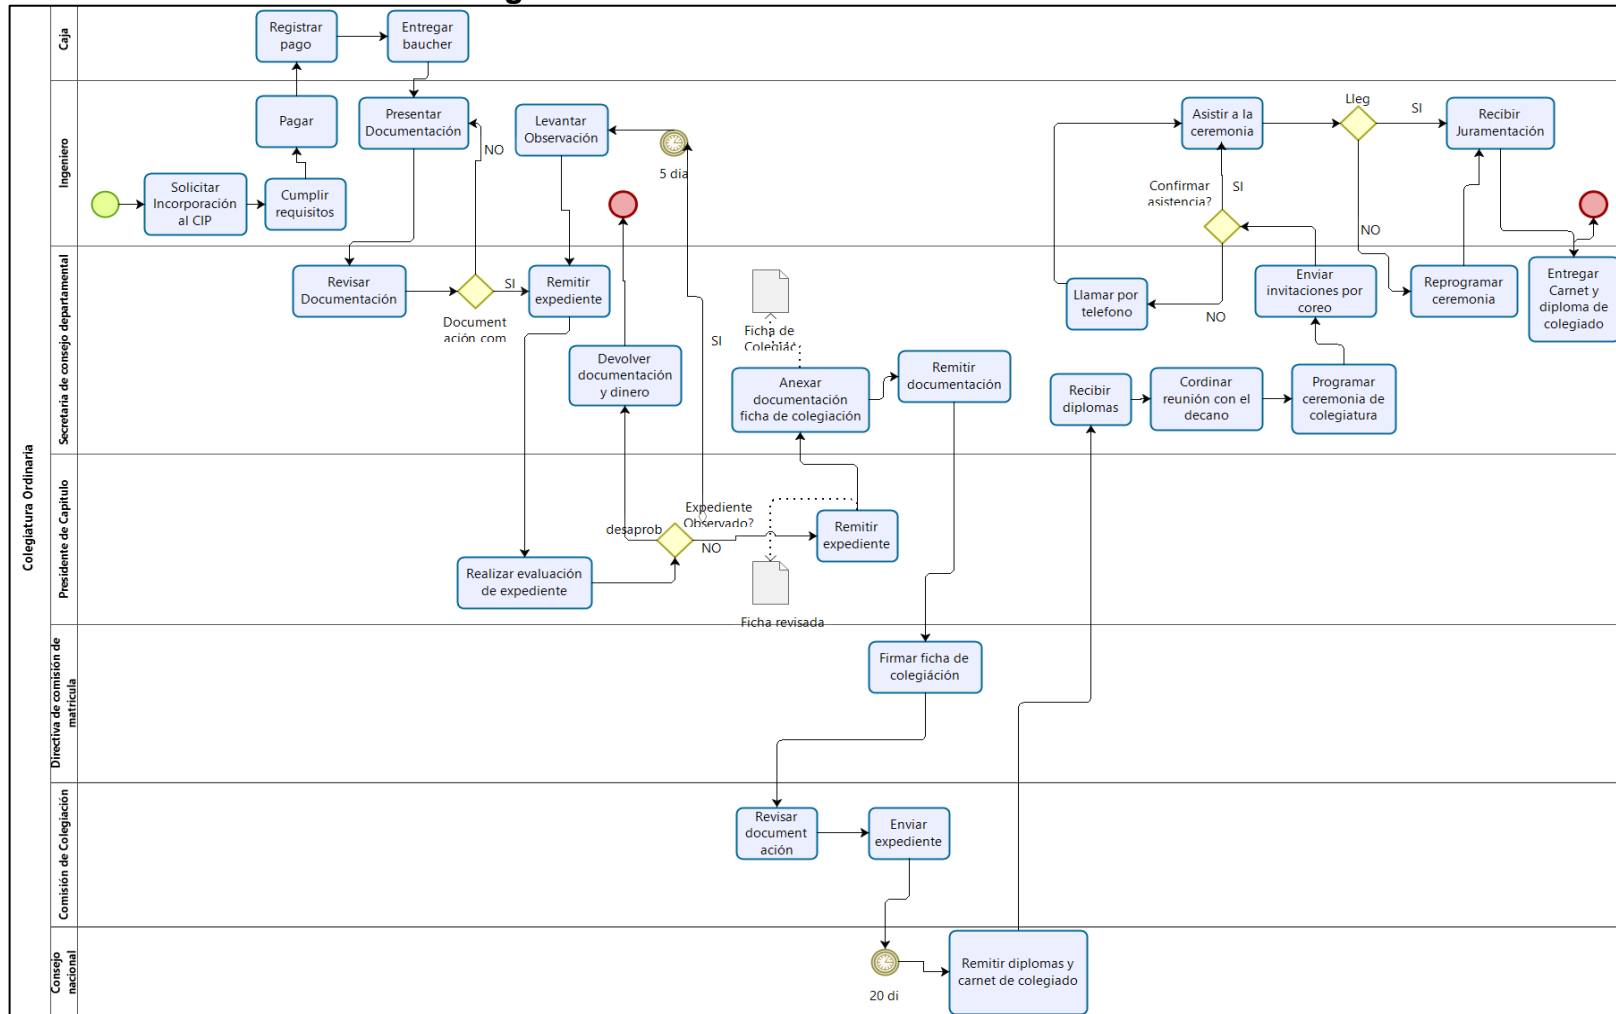 Colegiatura Ordinaria
Caja
Registrar
pago
Entregar
baucher
Ingeniero
Pagar
Presentar
Documentación
NO
Levantar
Observación
5 dia
Solicitar
Incorporación
al CIP
Cumplir
requisitos
Asistir a la
ceremonia
Lleg
SI
Recibir
Juramentación
Confirmar
asistencia?
SI
NO
Secretaria de consejo departamental
Revisar
Documentación
SI
Document
ación com
Remitir
expediente
Devolver
documentación
y dinero
SI
Ficha de
Colegiac
Anexar
documentación
ficha de colegiación
Remitir
documentación
Llamar por
telefono
NO
Enviar
invitaciones por
coreo
Reprogramar
ceremonia
Entregar
Carnet y
diploma de
colegiado
Recibir
diplomas
Cordinar
reunión con el
decano
Programar
ceremonia de
colegiatura
Presidente de Capitulo
desaprob
Expediente
Observado?
NO
Remitir
expediente
Realizar evaluación
de expediente
Ficha revisada
Directiva de comisión de
matricula
Firmar ficha de
colegiáción
Comisión de Colegiación
Revisar
document
ación
Enviar
expediente
Consejo
nacional
20 di
Remitir diplomas y
carnet de colegiado